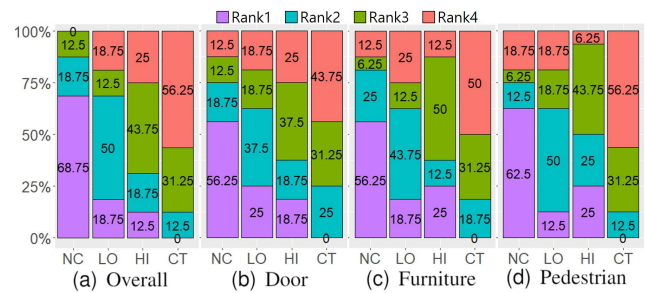 Rank1 Rank2 Rank3 Rank4
100% 0 12.5 18.75 68.75 18.75 12.5 50 18.75 25 43.75 18.75 12.5 56.25 31.25 12.5 0
75%
50%
25%
0%
12.5 12.5 18.75 56.25 18.75 18.75 37.5 25 25 37.5 18.75 18.75 43.75 31.25 25 0
12.5 6.25 25 56.25 25 12.5 43.75 18.75 12.5 50 12.5 25 50 31.25 18.75 0
18.75 6.25 12.5 62.5 18.75 18.75 50 12.5 6.25 43.75 25 25 56.25 31.25 12.5 0
NC LO HI CT NC LO HI CT NC LO HI CT NC LO HI CT
(a) Overall (b) Door (c) Furniture (d) Pedestrian